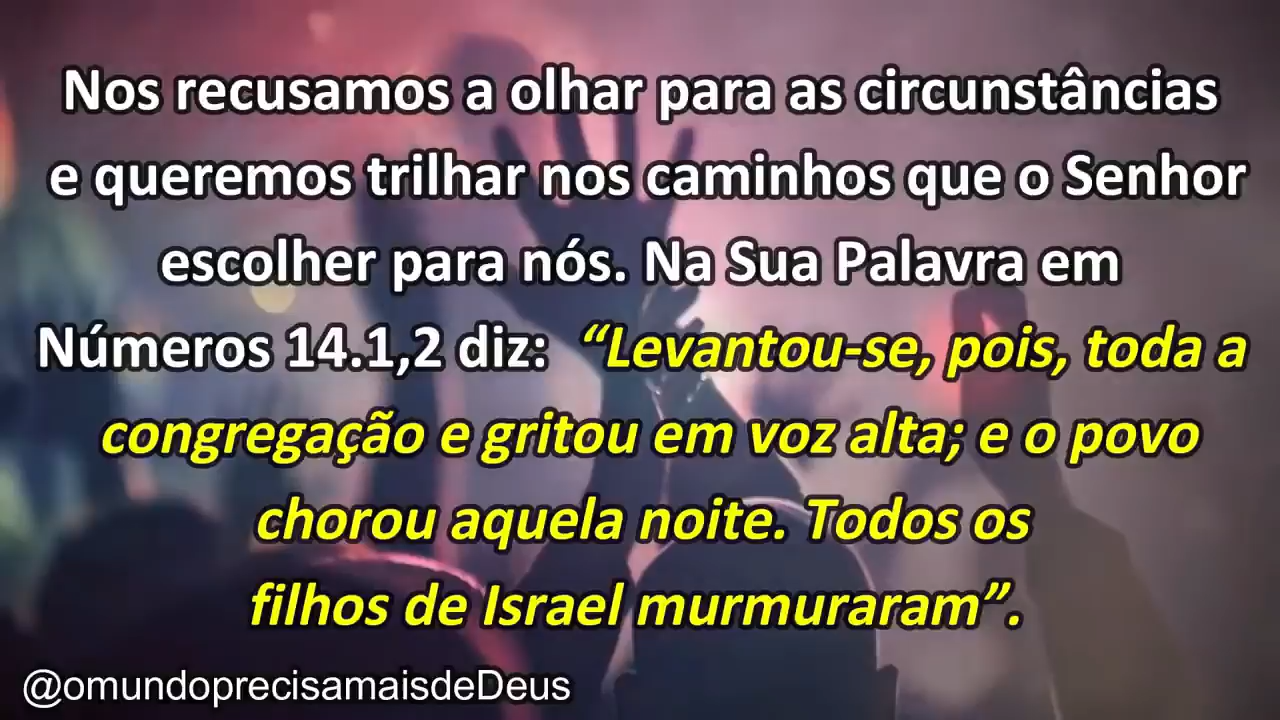 Nos recusamos a olhar para as circunstâncias
e queremos trilhar nos caminhos que o Senhor
escolher para nós. Na Sua Palavra em
Números 14.1,2 diz: “Levantou-se, pois, toda a
congregação e gritou em voz alta; e o povo
chorou aquela noite. Todos os
filhos de Israel murmuraram”.
@omundoprecisamaisdeDeus